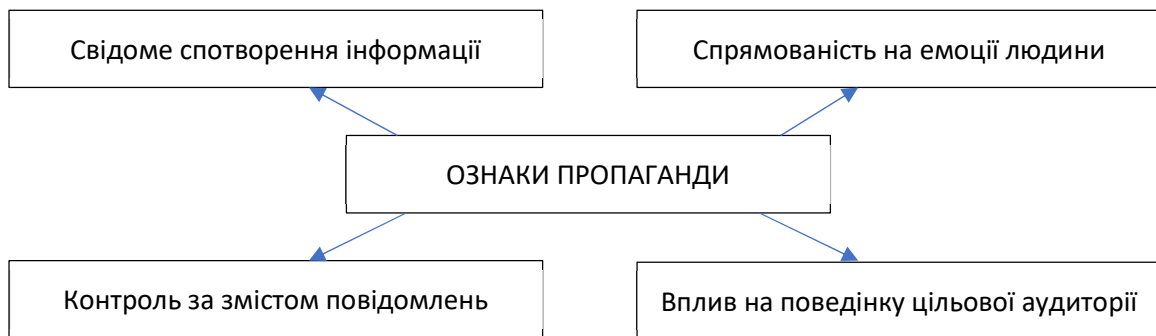 Свідоме спотворення інформації
Спрямованість на емоції людини
ОЗНАКИ ПРОПАГАНДИ
Контроль за змістом повідомлень
Вплив на поведінку цільової аудиторії